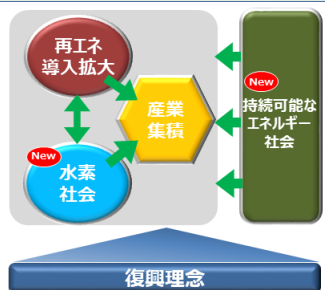 再エネ
導入拡大
産業
集積
New
水素
社会
New
持続可能な
エネルギー
社会
復興理念